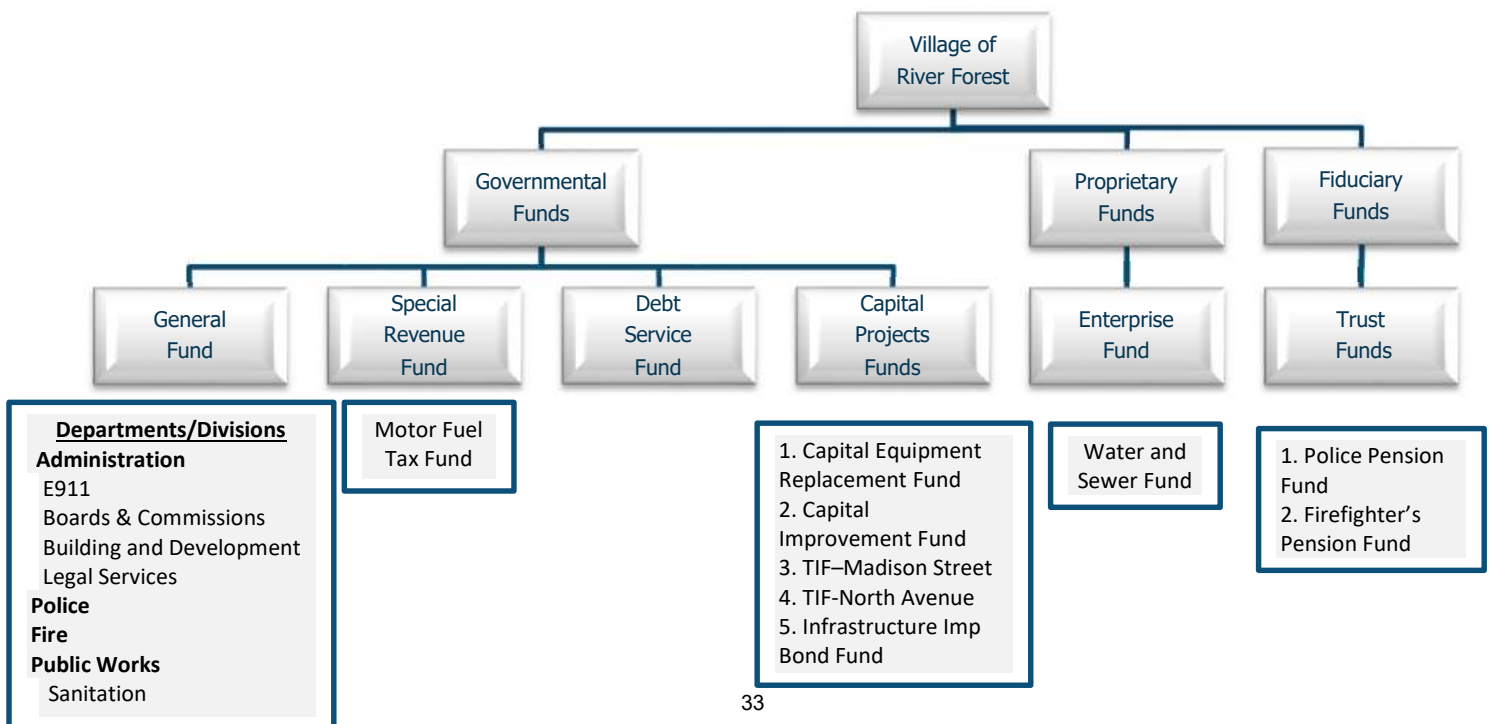 Village of
River Forest
Governmental
Funds
Proprietary
Funds
Fiduciary
Funds
General
Fund
Special
Revenue
Fund
Debt
Service
Fund
Capital
Projects
Funds
Enterprise
Fund
Trust
Funds
Departments/Divisions
Administration
E911
Boards & Commissions
Building and Development
Legal Services
Police
Fire
Public Works
Sanitation
Motor Fuel
Tax Fund
1. Capital Equipment
Replacement Fund
2. Capital
Improvement Fund
3. TIF–Madison Street
4. TIF-North Avenue
5. Infrastructure Imp
Bond Fund
Water and
Sewer Fund
1. Police Pension
Fund
2. Firefighter’s
Pension Fund
33